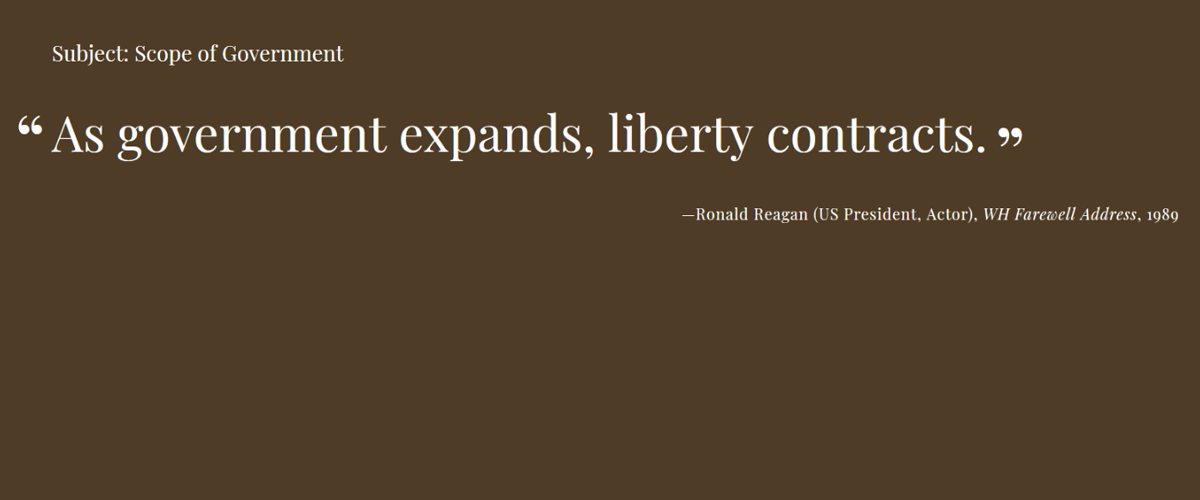 Subject: Scope of Government
“ As government expands, liberty contracts. ”
—Ronald Reagan (US President, Actor), WH Farewell Address, 1989